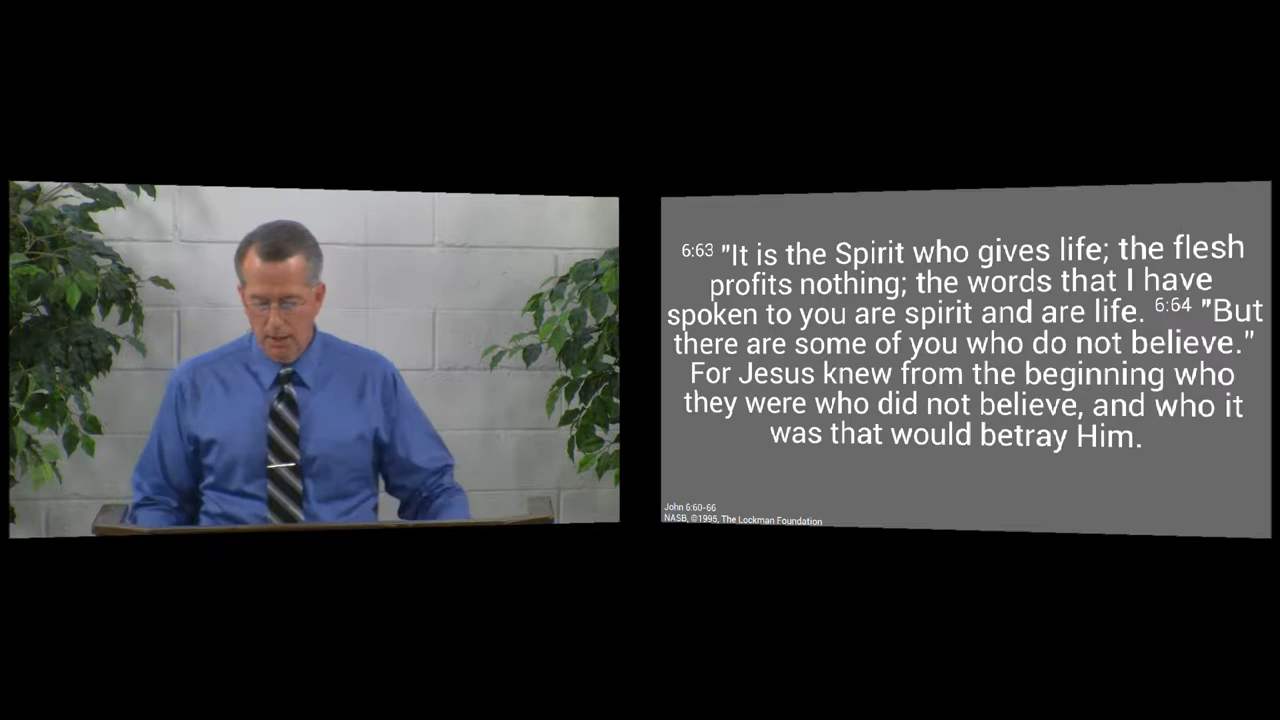 6:63 "It is the Spirit who gives life; the flesh
profits nothing; the words that I have
spoken to you are spirit and are life. 6:64 "But
there are some of you who do not believe."
For Jesus knew from the beginning who
they were who did not believe, and who it
was that would betray Him.
John 6:60-66
NASB, ©1995, The Lockman Foundation